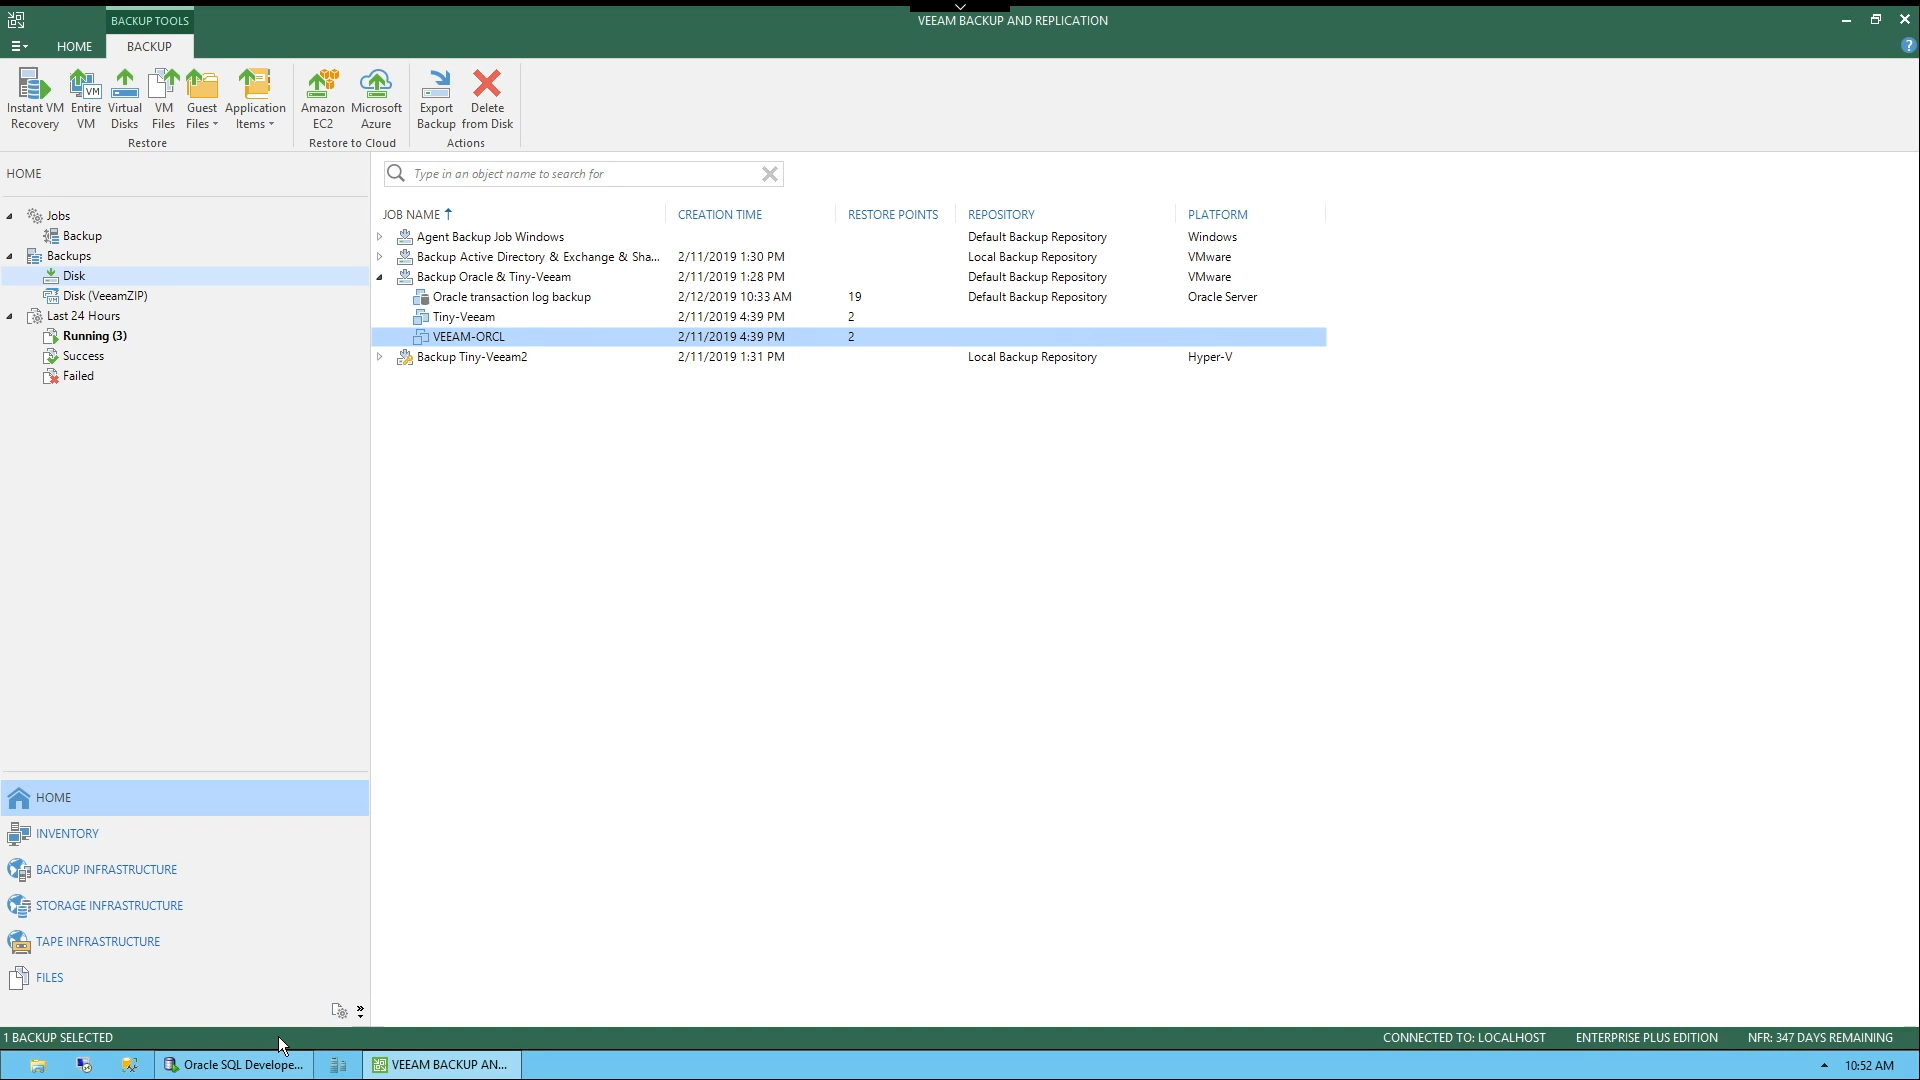 BACKUP TOOLS
VEEAM BACKUP AND REPLICATION
HOME
BACKUP
?
Instant VM Recovery
Entire VM
Virtual Disks
VM Files
Guest Files
Application Items
Restore
Amazon EC2
Microsoft Azure
Restore to Cloud
Export Backup
Delete from Disk
Actions
HOME
Type in an object name to search for
Jobs
Backup
Backups
Disk
Disk (VeeamZIP)
Last 24 Hours
Running (3)
Success
Failed
JOB NAME CREATION TIME RESTORE POINTS REPOSITORY PLATFORM
Agent Backup Job Windows Default Backup Repository Windows
Backup Active Directory & Exchange & Sha... 2/11/2019 1:30 PM Local Backup Repository VMware
Backup Oracle & Tiny-Veeam 2/11/2019 1:28 PM Default Backup Repository VMware
Oracle transaction log backup 2/12/2019 10:33 AM 19 Default Backup Repository Oracle Server
Tiny-Veeam 2/11/2019 4:39 PM 2
VEEAM-ORCL 2/11/2019 4:39 PM 2
Backup Tiny-Veeam2 2/11/2019 1:31 PM Local Backup Repository Hyper-V
HOME
INVENTORY
BACKUP INFRASTRUCTURE
STORAGE INFRASTRUCTURE
TAPE INFRASTRUCTURE
FILES
1 BACKUP SELECTED
CONNECTED TO: LOCALHOST ENTERPRISE PLUS EDITION NFR: 347 DAYS REMAINING
Oracle SQL Develope...
VEEAM BACKUP AN...
10:52 AM